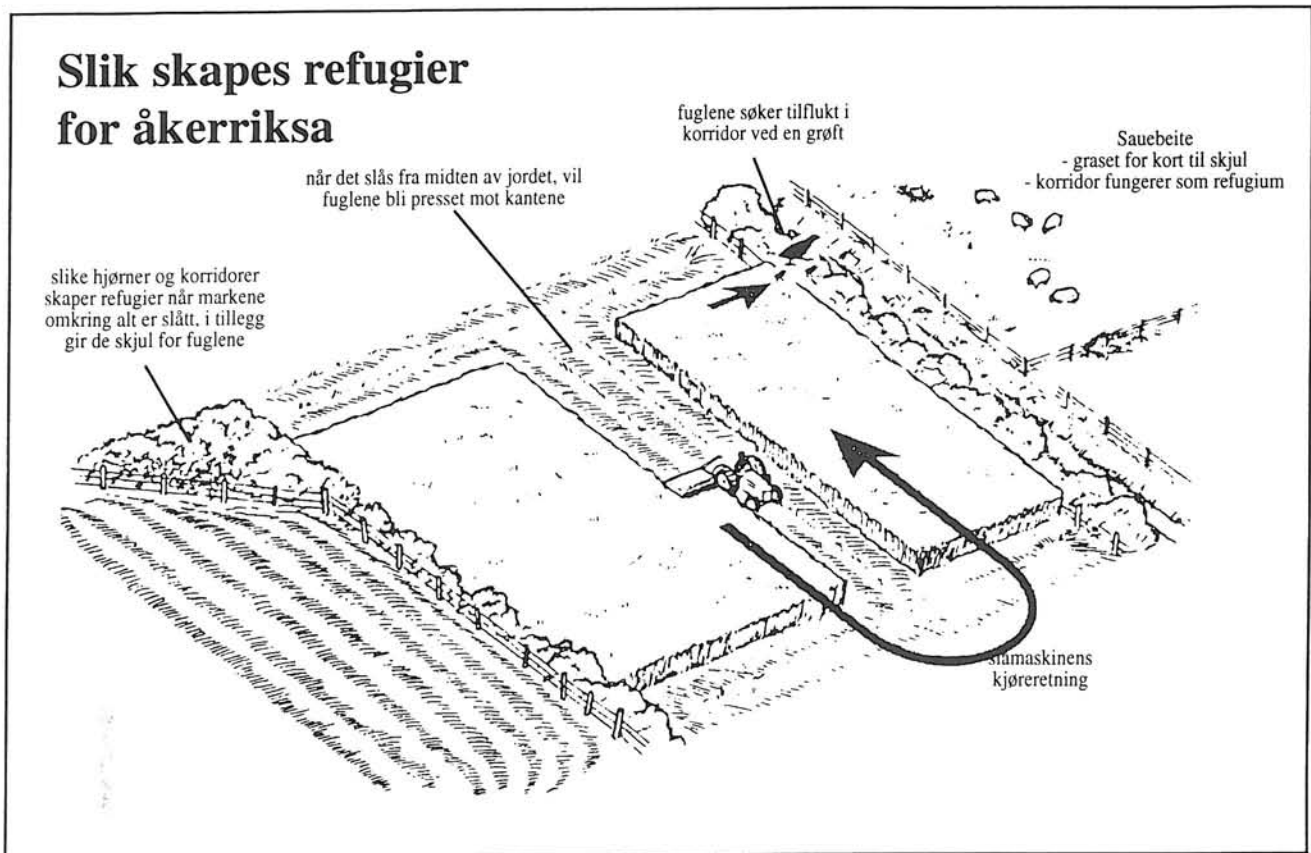 Slik skapes refugier
for åkerriksa
fuglene søker tilflukt i
korridor ved en grøft
Sauebeite
- graset for kort til skjul
- korridor fungerer som refugium
når det slås fra midten av jordet, vil
fuglene bli presset mot kantene
slike hjørner og korridorer
skaper refugier når markene
omkring alt er slått, i tillegg
gir de skjul for fuglene
slåmaskinens
kjøreretning